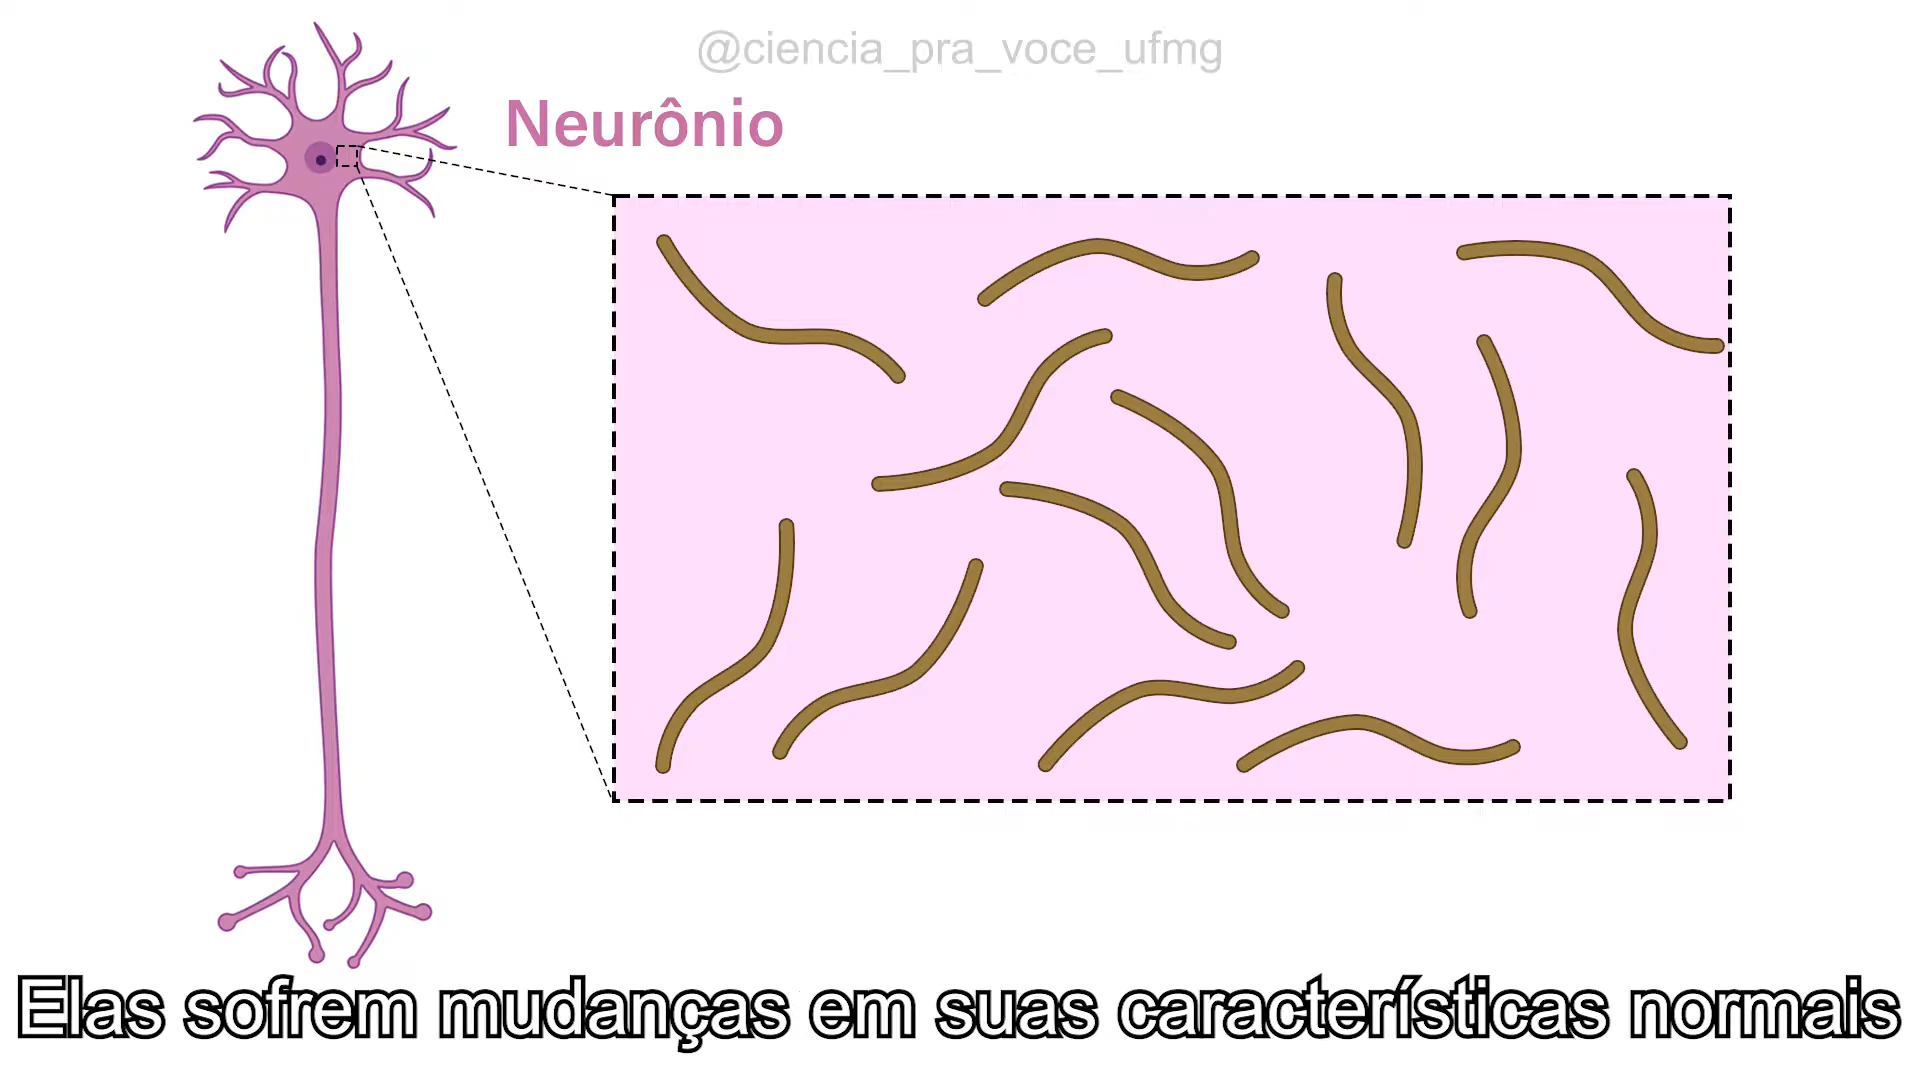 @ciencia_pra_voce_ufmg
Neurônio
Elas sofrem mudanças em suas características normais